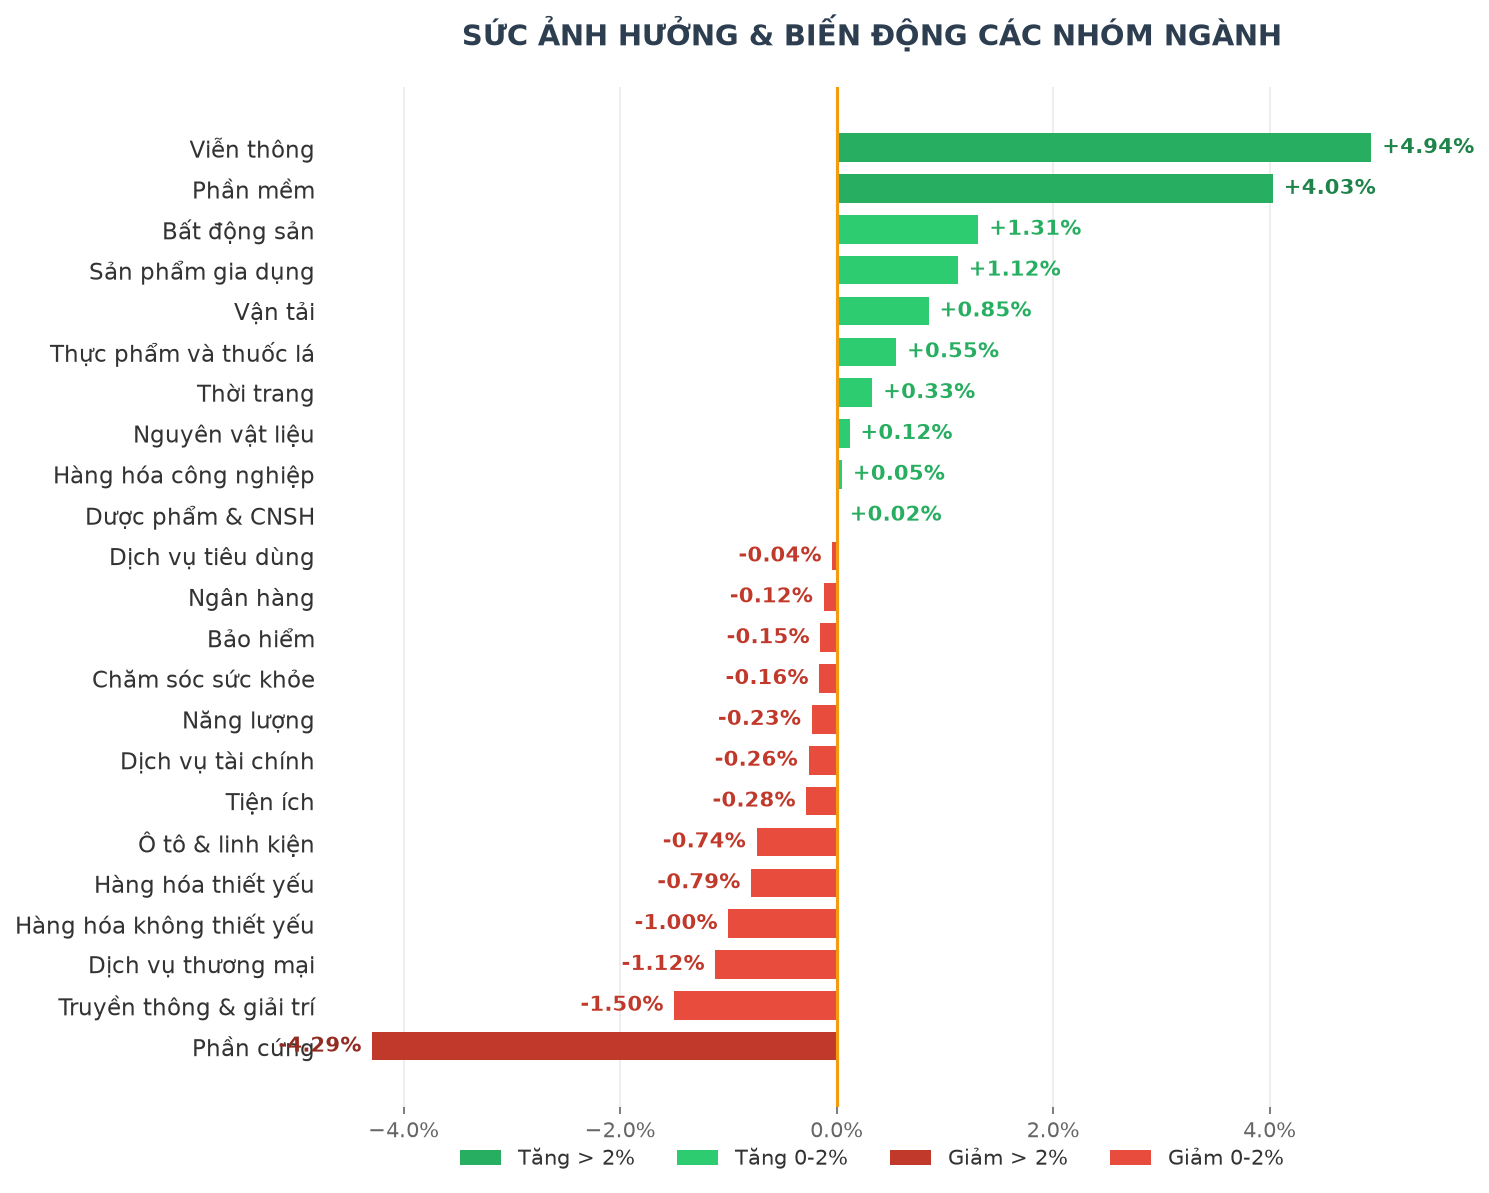 SỨC ẢNH HƯỞNG & BIẾN ĐỘNG CÁC NHÓM NGÀNH
Viễn thông +4.94%
Phần mềm +4.03%
Bất động sản +1.31%
Sản phẩm gia dụng +1.12%
Vận tải +0.85%
Thực phẩm và thuốc lá +0.55%
Thời trang +0.33%
Nguyên vật liệu +0.12%
Hàng hóa công nghiệp +0.05%
Dược phẩm & CNSH +0.02%
Dịch vụ tiêu dùng -0.04%
Ngân hàng -0.12%
Bảo hiểm -0.15%
Chăm sóc sức khỏe -0.16%
Năng lượng -0.23%
Dịch vụ tài chính -0.26%
Tiện ích -0.28%
Ô tô & linh kiện -0.74%
Hàng hóa thiết yếu -0.79%
Hàng hóa không thiết yếu -1.00%
Dịch vụ thương mại -1.12%
Truyền thông & giải trí -1.50%
Phần cứng -4.29%
−4.0% −2.0% 0.0% 2.0% 4.0%
Tăng > 2% Tăng 0-2% Giảm > 2% Giảm 0-2%